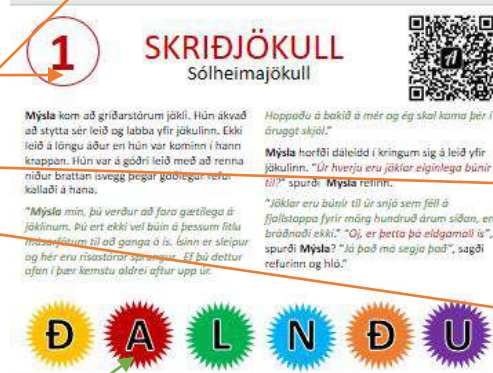 1
SKRIÐJÖKULL
Sólheimajökull
Mýsla kom að gríðarstórum jökli. Hún ákvað
að stytta sér leið og labba yfir jökulinn. Ekki
leið á löngu áður en hún var kominn í hann
krappan. Hún var á góðri leið með að renna
niður brattan ísvegg þegar góðlegur refur
kallaði á hana.
"Mýsla mín, þú verður að fara gætilega á
jöklinum. Þú ert ekki vel búin á þessum litlu
músarfótum til að ganga á ís. Ísinn er sleipur
og hér eru risastórar sprungur. Ef þú dettur
ofan í þær kemstu aldrei aftur upp úr.
Hoppaðu á bakið á mér og ég skal koma þér í
öruggt skjól."
Mýsla horfði dáleidd í kringum sig á leið yfir
jökulinn. "Úr hverju eru jöklar eiginlega búnir
til?" spurði Mýsla refinn.
"Jöklar eru búnir til úr snjó sem féll á
fjallstoppa fyrir mörg hundruð árum síðan, en
bráðnaði ekki." "Oj, er þetta þá eldgamall ís",
spurði Mýsla? "Já það má segja það", sagði
refurinn og hló."
Ð A L N Ð U